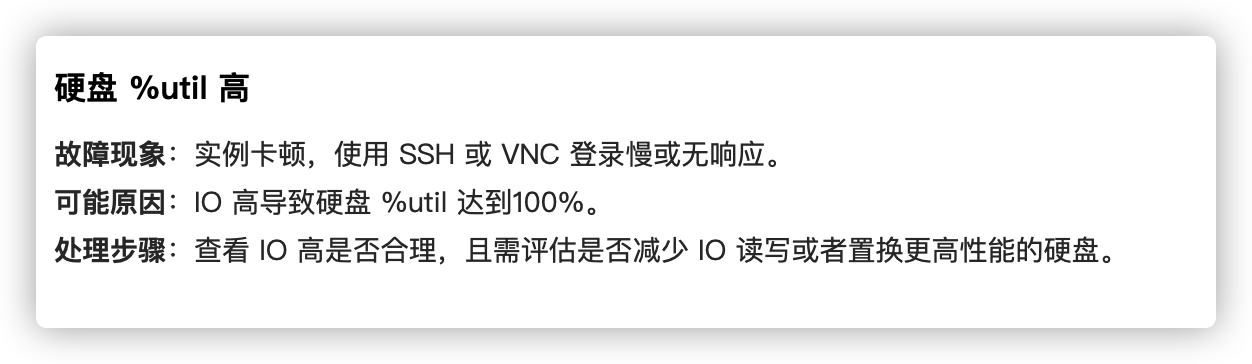 硬盘 %util 高
故障现象：实例卡顿，使用 SSH 或 VNC 登录慢或无响应。
可能原因：IO 高导致硬盘 %util 达到100%。
处理步骤：查看 IO 高是否合理，且需评估是否减少 IO 读写或者置换更高性能的硬盘。